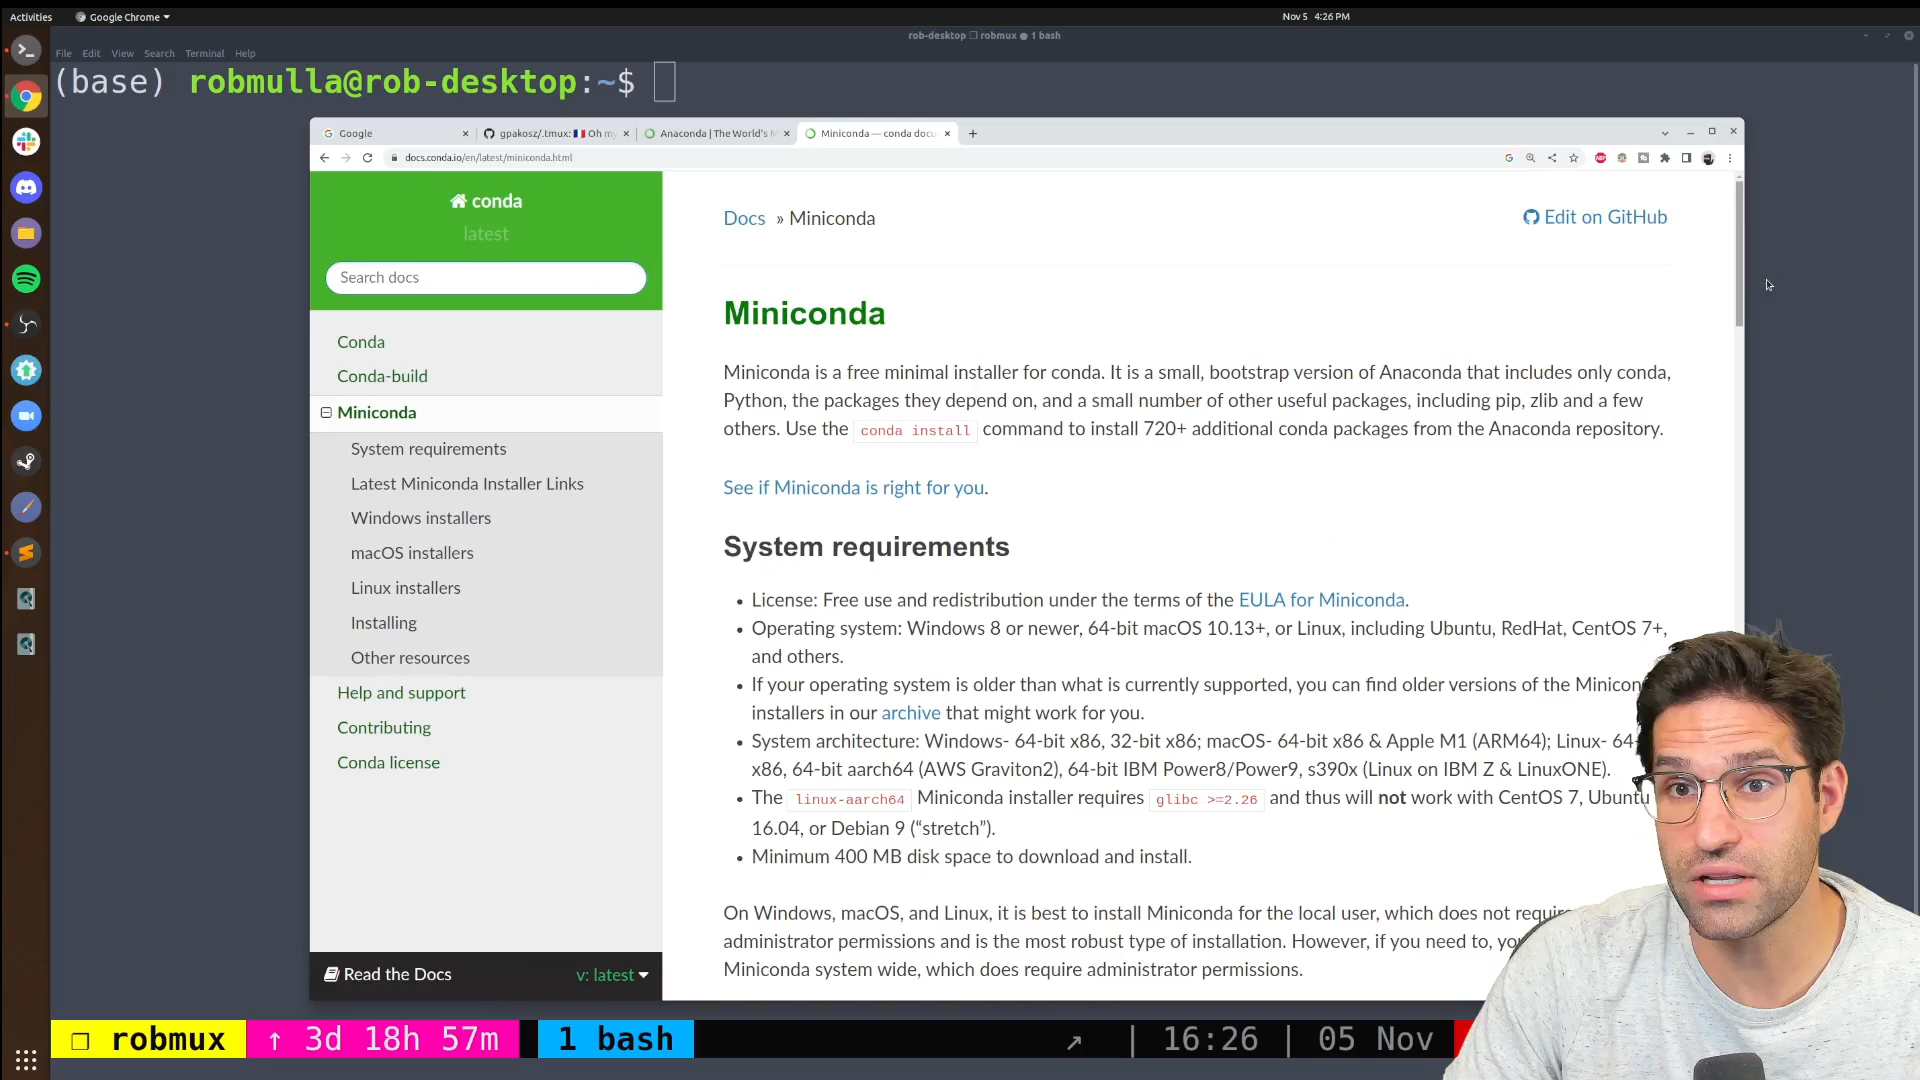 Activities
Google Chrome
Nov 5 4:26 PM
rob-desktop ❐ robmux ● 1 bash
File Edit View Search Terminal Help
(base) robmulla@rob-desktop:~$
Google
gpakosz/.tmux: 🇫🇷 Oh my
Anaconda | The World's M
Miniconda — conda docu
docs.conda.io/en/latest/miniconda.html
conda
latest
Search docs
Conda
Conda-build
Miniconda
System requirements
Latest Miniconda Installer Links
Windows installers
macOS installers
Linux installers
Installing
Other resources
Help and support
Contributing
Conda license
Read the Docs
v: latest
Docs » Miniconda
Edit on GitHub
Miniconda
Miniconda is a free minimal installer for conda. It is a small, bootstrap version of Anaconda that includes only conda,
Python, the packages they depend on, and a small number of other useful packages, including pip, zlib and a few
others. Use the conda install command to install 720+ additional conda packages from the Anaconda repository.
See if Miniconda is right for you.
System requirements
• License: Free use and redistribution under the terms of the EULA for Miniconda.
• Operating system: Windows 8 or newer, 64-bit macOS 10.13+, or Linux, including Ubuntu, RedHat, CentOS 7+,
and others.
• If your operating system is older than what is currently supported, you can find older versions of the Minicon
installers in our archive that might work for you.
• System architecture: Windows- 64-bit x86, 32-bit x86; macOS- 64-bit x86 & Apple M1 (ARM64); Linux- 64-
x86, 64-bit aarch64 (AWS Graviton2), 64-bit IBM Power8/Power9, s390x (Linux on IBM Z & LinuxONE).
• The linux-aarch64 Miniconda installer requires glibc >=2.26 and thus will not work with CentOS 7, Ubuntu
16.04, or Debian 9 (“stretch”).
• Minimum 400 MB disk space to download and install.
On Windows, macOS, and Linux, it is best to install Miniconda for the local user, which does not requir
administrator permissions and is the most robust type of installation. However, if you need to, yo
Miniconda system wide, which does require administrator permissions.
❐ robmux ↑ 3d 18h 57m 1 bash ↗ | 16:26 | 05 Nov